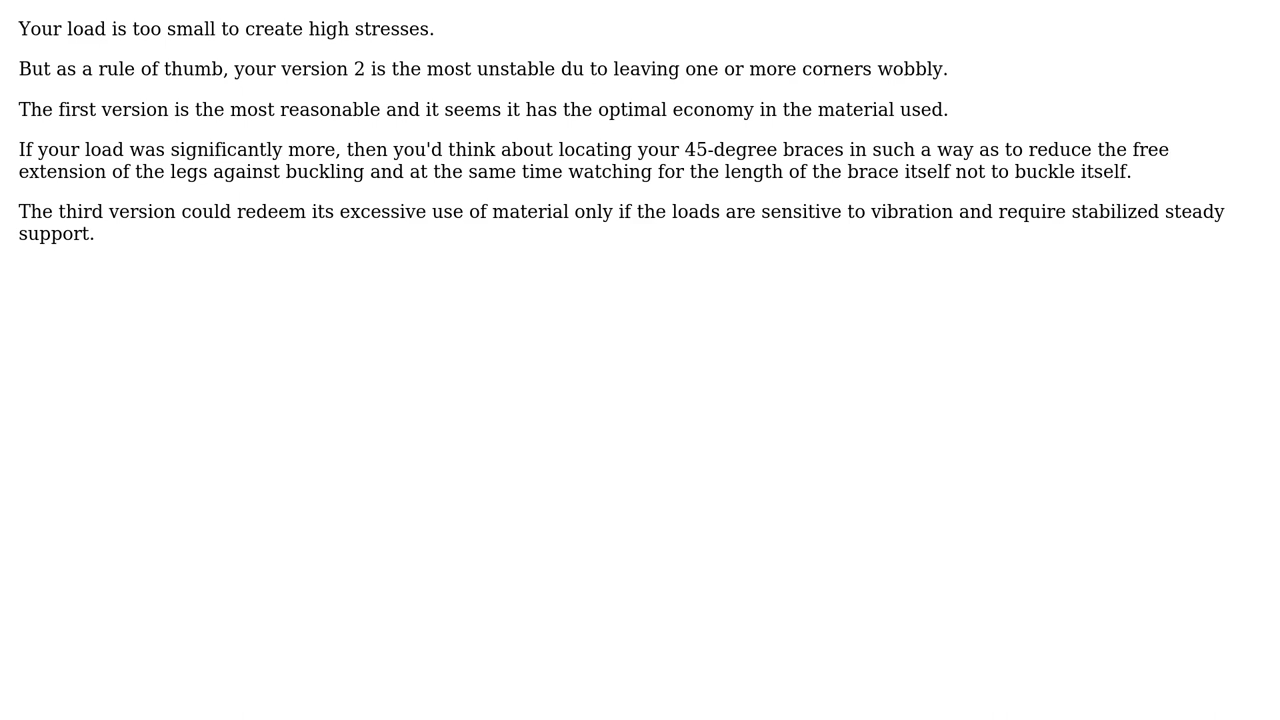 Your load is too small to create high stresses.
But as a rule of thumb, your version 2 is the most unstable du to leaving one or more corners wobbly.
The first version is the most reasonable and it seems it has the optimal economy in the material used.
If your load was significantly more, then you'd think about locating your 45-degree braces in such a way as to reduce the free
extension of the legs against buckling and at the same time watching for the length of the brace itself not to buckle itself.
The third version could redeem its excessive use of material only if the loads are sensitive to vibration and require stabilized steady
support.